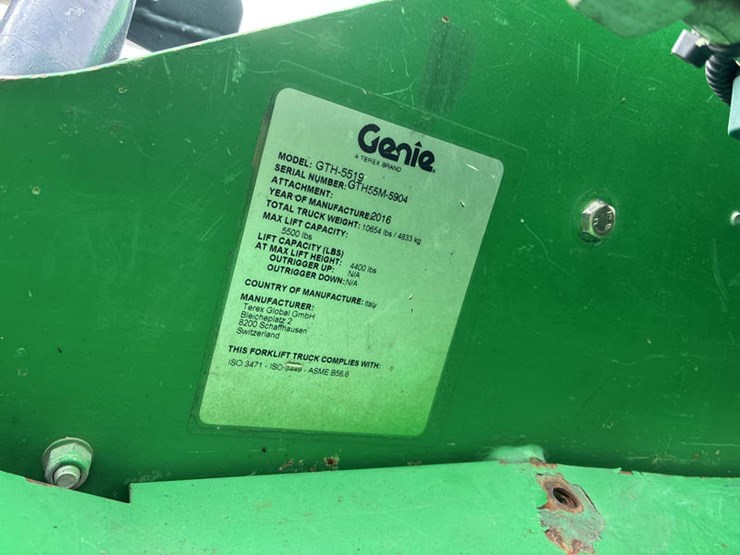 Genie
A TEREX BRAND
MODEL: GTH-5519
SERIAL NUMBER: GTH55M-5904
ATTACHMENT:
YEAR OF MANUFACTURE: 2016
TOTAL TRUCK WEIGHT: 10654 lbs / 4833 kg
MAX LIFT CAPACITY:
5500 lbs
LIFT CAPACITY (LBS)
AT MAX LIFT HEIGHT: 4400 lbs
OUTRIGGER UP: N/A
OUTRIGGER DOWN: N/A
COUNTRY OF MANUFACTURE: Italy
MANUFACTURER:
Terex Global GmbH
Bleicheplatz 2
8200 Schaffhausen
Switzerland
THIS FORKLIFT TRUCK COMPLIES WITH:
ISO 3471 - ISO 3449 - ASME B56.6